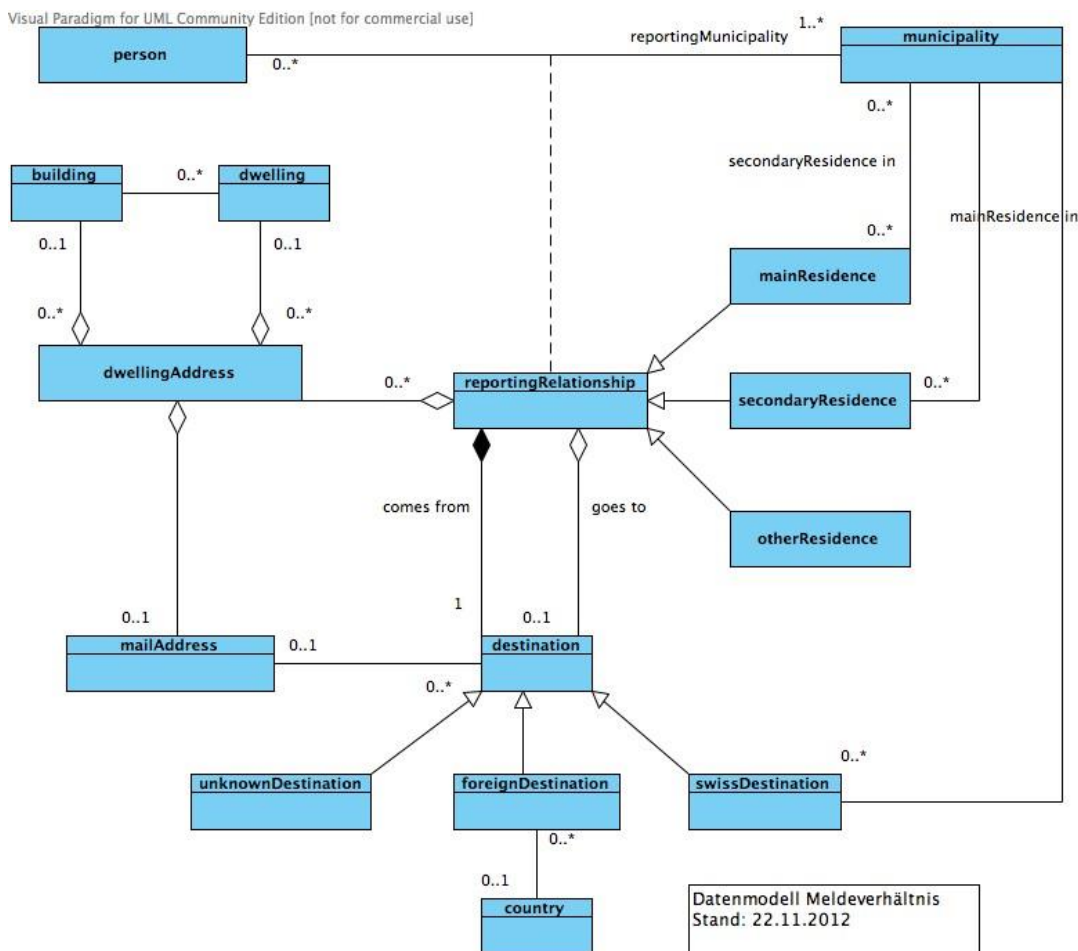 Visual Paradigm for UML Community Edition [not for commercial use]
person
0..*
reportingMunicipality
1..*
municipality
0..*
secondaryResidence in
mainResidence in
0..*
building
0..*
dwelling
0..1
0..1
0..*
0..*
mainResidence
dwellingAddress
0..*
reportingRelationship
secondaryResidence
0..*
comes from
goes to
otherResidence
0..1
1
0..1
mailAddress
0..1
destination
0..*
0..*
unknownDestination
foreignDestination
swissDestination
0..*
0..1
country
Datenmodell Meldeverhältnis
Stand: 22.11.2012